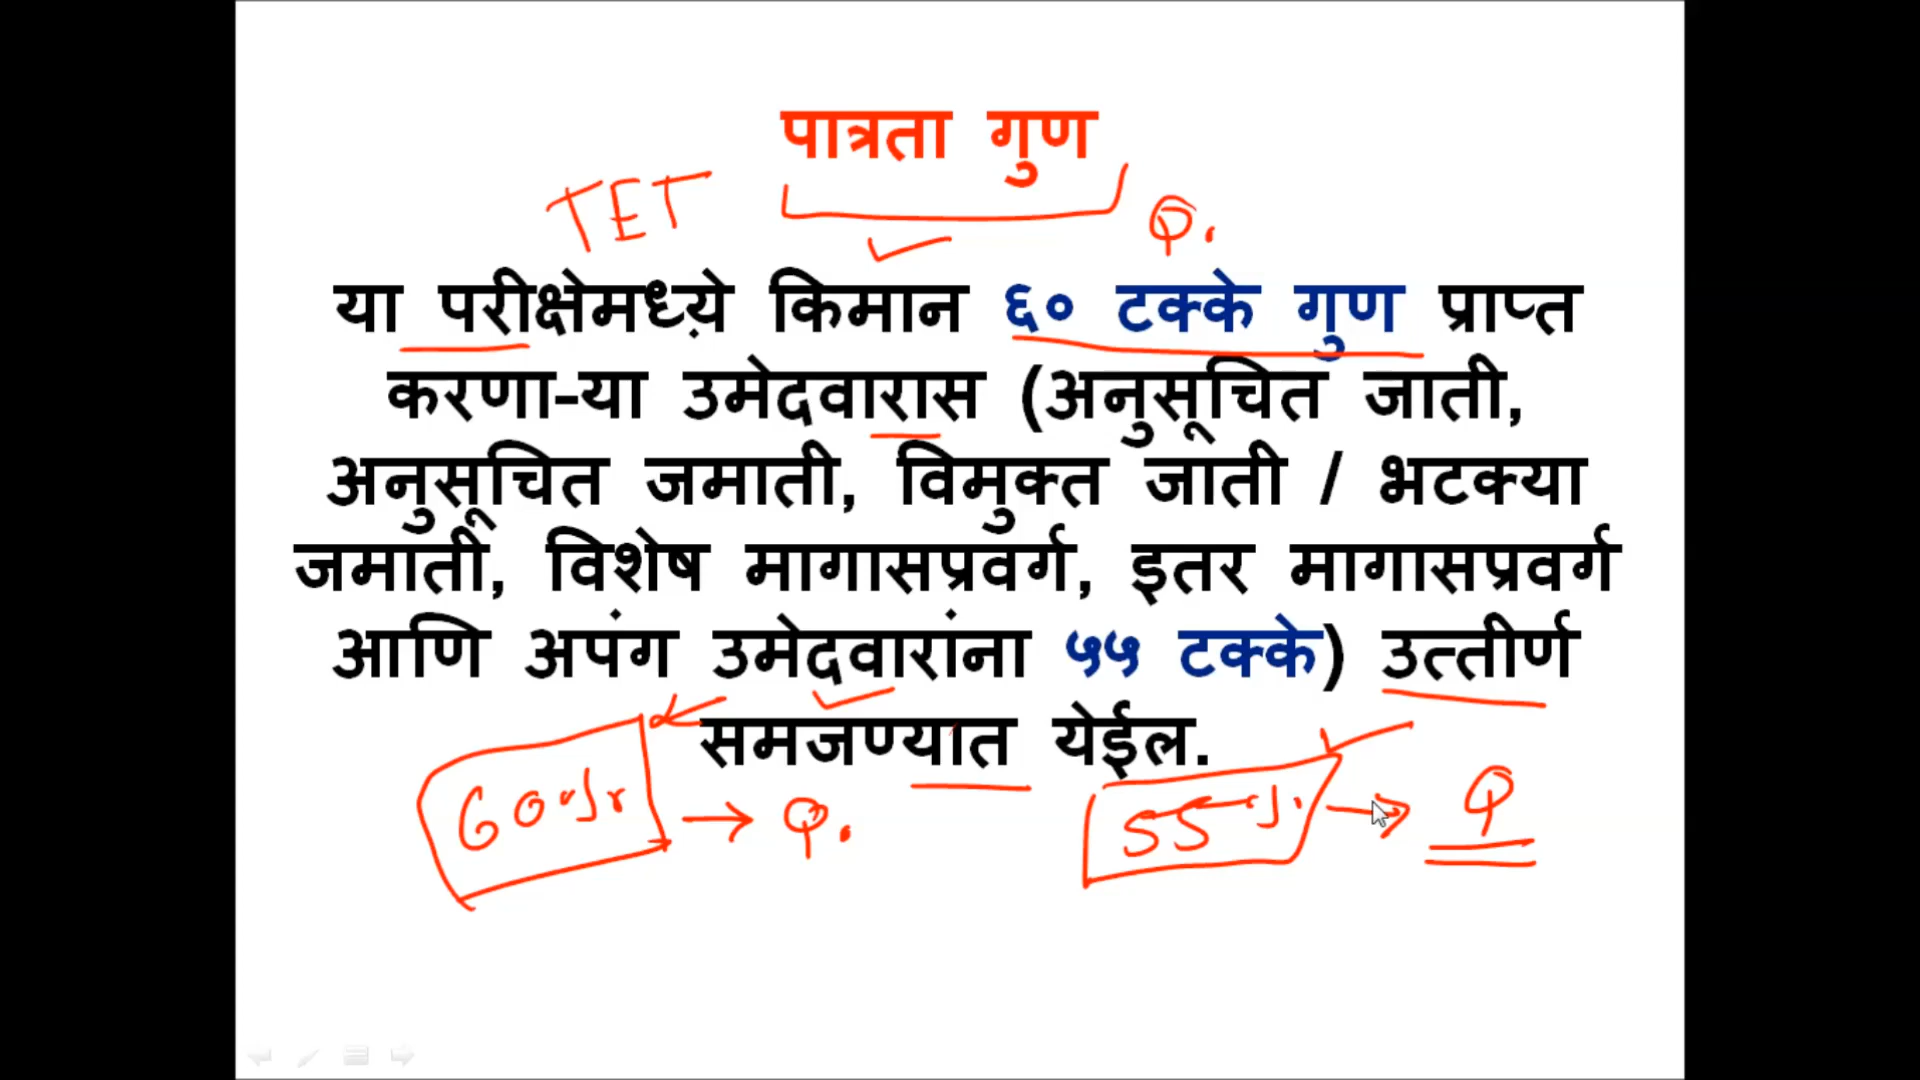 पात्रता गुण
TET
Q.
या परीक्षेमध्ये किमान ६० टक्के गुण प्राप्त
करणा-या उमेदवारास (अनुसूचित जाती,
अनुसूचित जमाती, विमुक्त जाती / भटक्या
जमाती, विशेष मागासप्रवर्ग, इतर मागासप्रवर्ग
आणि अपंग उमेदवारांना ५५ टक्के) उत्तीर्ण
समजण्यात येईल.
60% → Q.
55% → Q